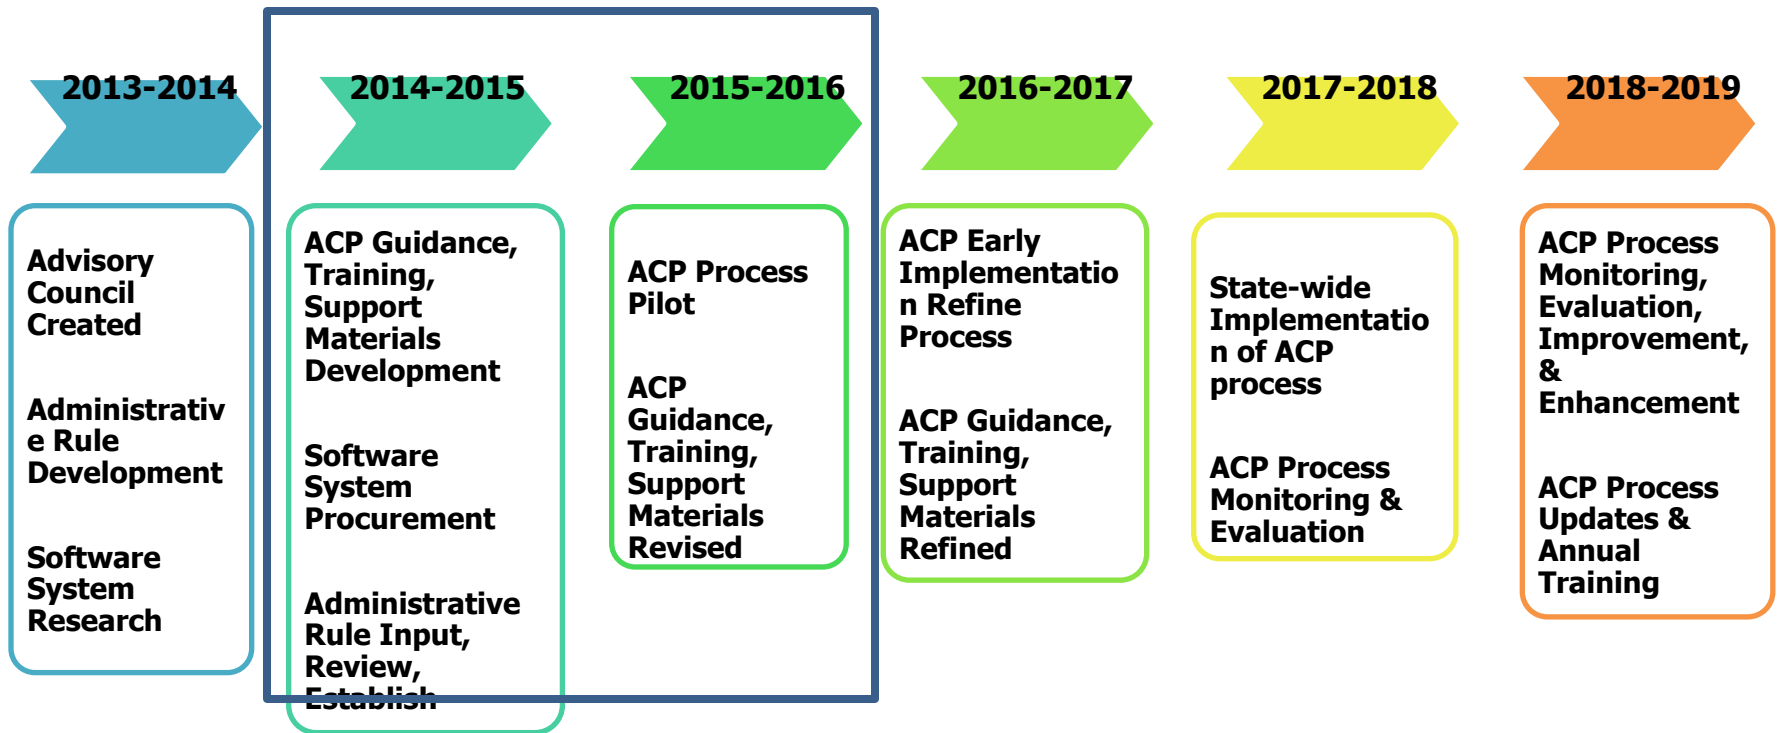 2013-2014
2014-2015
2015-2016
2016-2017
2017-2018
2018-2019
Advisory
Council
Created
Administrativ
e Rule
Development
Software
System
Research
ACP Guidance,
Training,
Support
Materials
Development
Software
System
Procurement
Administrative
Rule Input,
Review,
Establish
ACP Process
Pilot
ACP
Guidance,
Training,
Support
Materials
Revised
ACP Early
Implementatio
n Refine
Process
ACP Guidance,
Training,
Support
Materials
Refined
State-wide
Implementatio
n of ACP
process
ACP Process
Monitoring &
Evaluation
ACP Process
Monitoring,
Evaluation,
Improvement,
&
Enhancement
ACP Process
Updates &
Annual
Training